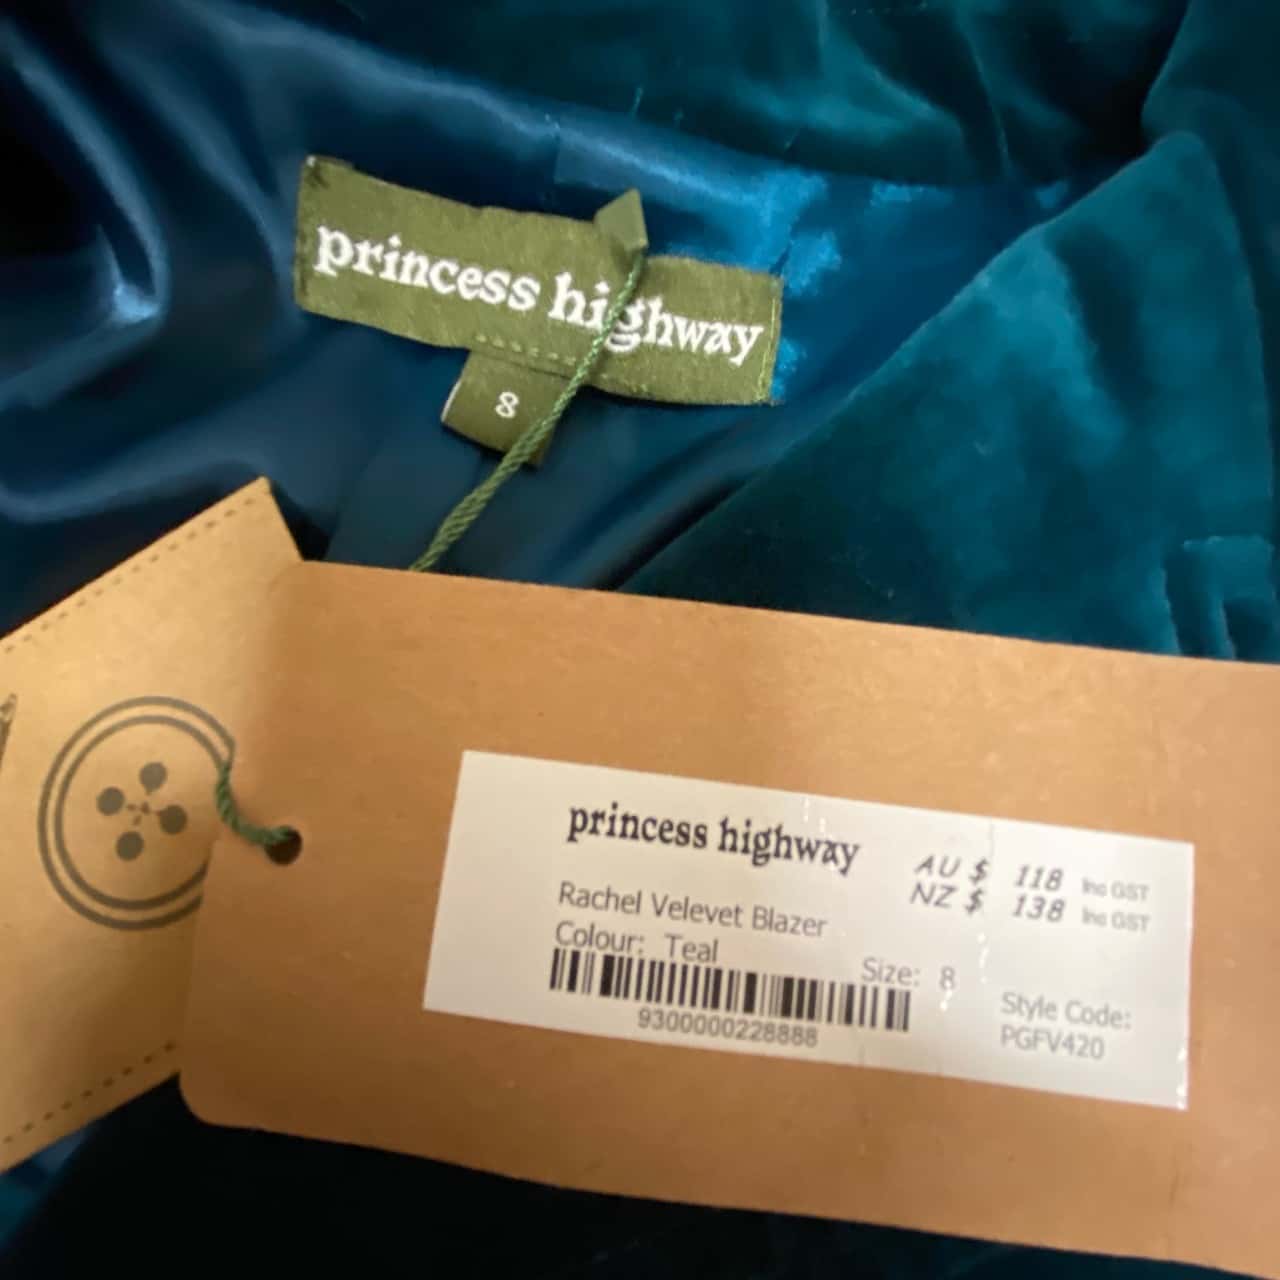 princess highway
8
princess highway
AU $ 118 Inc GST
NZ $ 138 Inc GST
Rachel Velevet Blazer
Colour: Teal
Size: 8
9300000228888
Style Code:
PGFV420